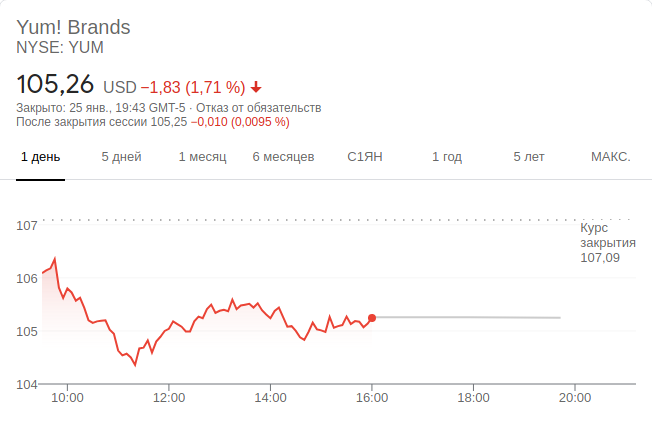 Yum! Brands
NYSE: YUM
105,26 USD −1,83 (1,71 %)
Закрыто: 25 янв., 19:43 GMT-5 · Отказ от обязательств
После закрытия сессии 105,25 −0,010 (0,0095 %)
1 день 5 дней 1 месяц 6 месяцев С1ЯН 1 год 5 лет МАКС.
107
Курс
закрытия
107,09
106
105
104
10:00 12:00 14:00 16:00 18:00 20:00